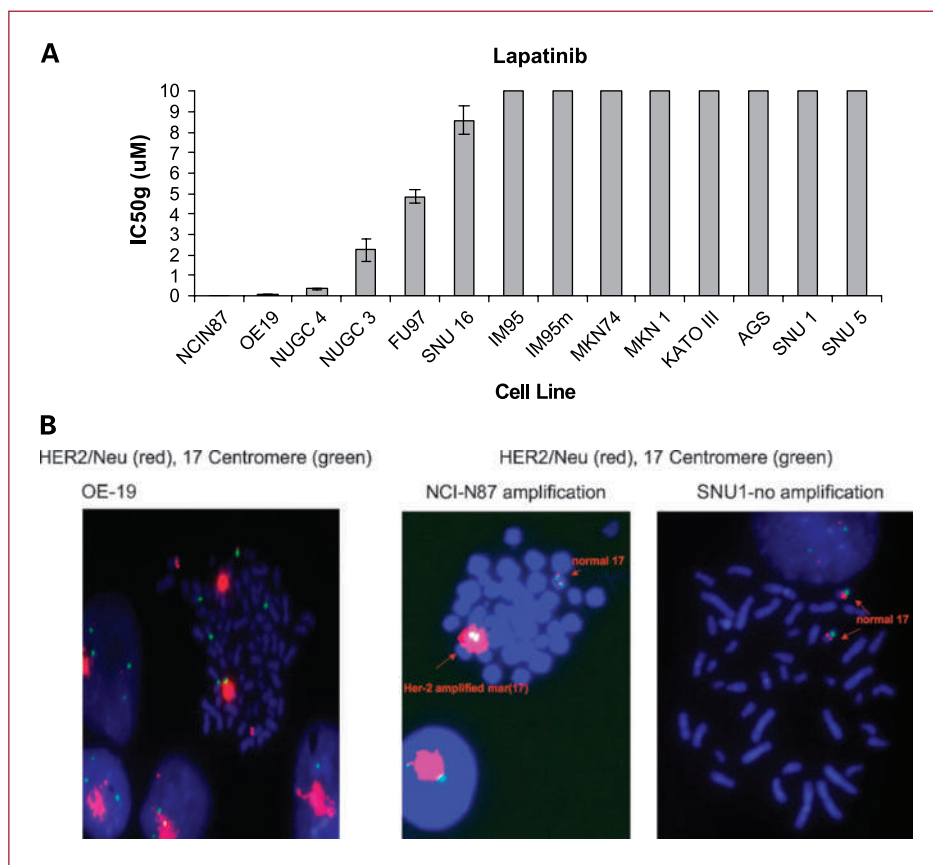 A
Lapatinib
IC50g (uM)
10
9
8
7
6
5
4
3
2
1
0
NCIN87
OE19
NUGC 4
NUGC 3
FU97
SNU 16
IM95
IM95m
MKN74
MKN 1
KATO III
AGS
SNU 1
SNU 5
Cell Line
B
HER2/Neu (red), 17 Centromere (green)
OE-19
HER2/Neu (red), 17 Centromere (green)
NCI-N87 amplification
normal 17
Her-2 amplified mar(17)
SNU1-no amplification
normal 17